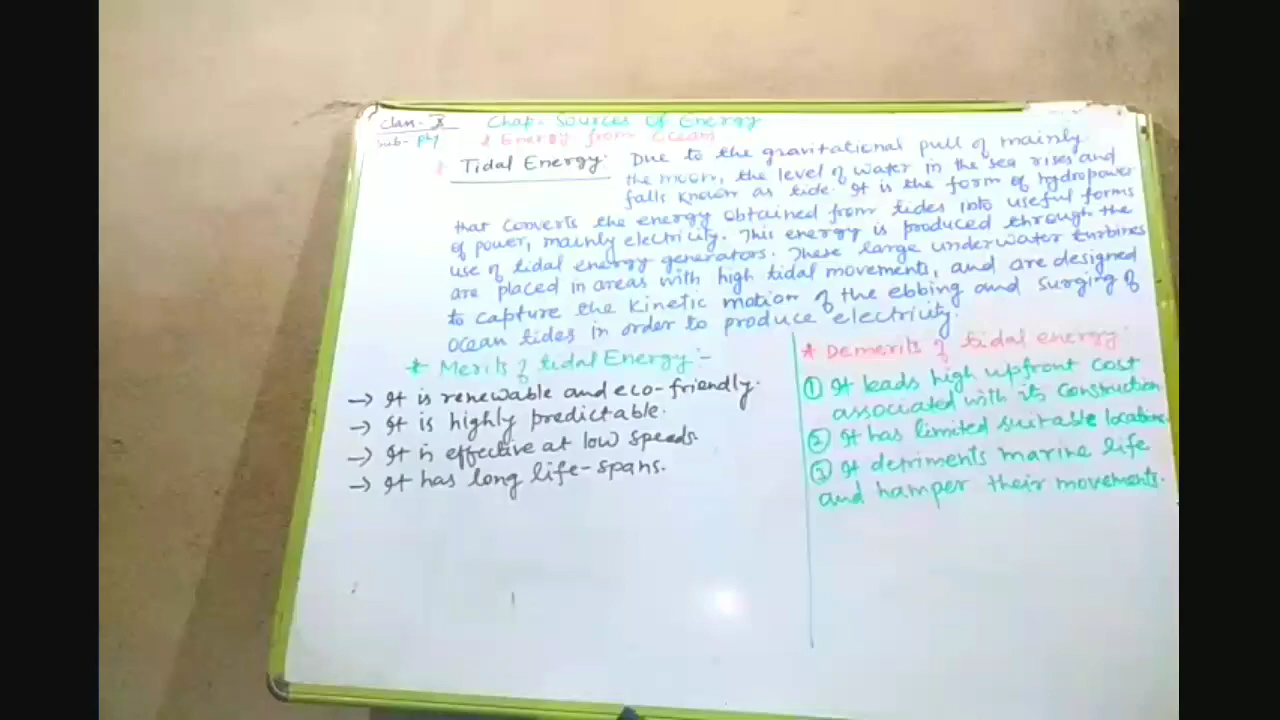 Class- X Chap- Sources of Energy
Sub- Phy * Energy from Ocean
* Tidal Energy: Due to the gravitational pull of mainly
the moon, the level of water in the sea rises and
falls known as tide. It is the form of hydropower
that converts the energy obtained from tides into useful forms
of power, mainly electricity. This energy is produced through the
use of tidal energy generators. These large underwater turbines
are placed in areas with high tidal movements, and are designed
to capture the kinetic motion of the ebbing and surging of
ocean tides in order to produce electricity.
* Merits of tidal Energy :-
→ It is renewable and eco-friendly.
→ It is highly predictable.
→ It is effective at low speeds.
→ It has long life-spans.
* Demerits of tidal energy:
① It leads high upfront cost
associated with its construction
② It has limited suitable locations.
③ It detriments marine life
and hamper their movements.